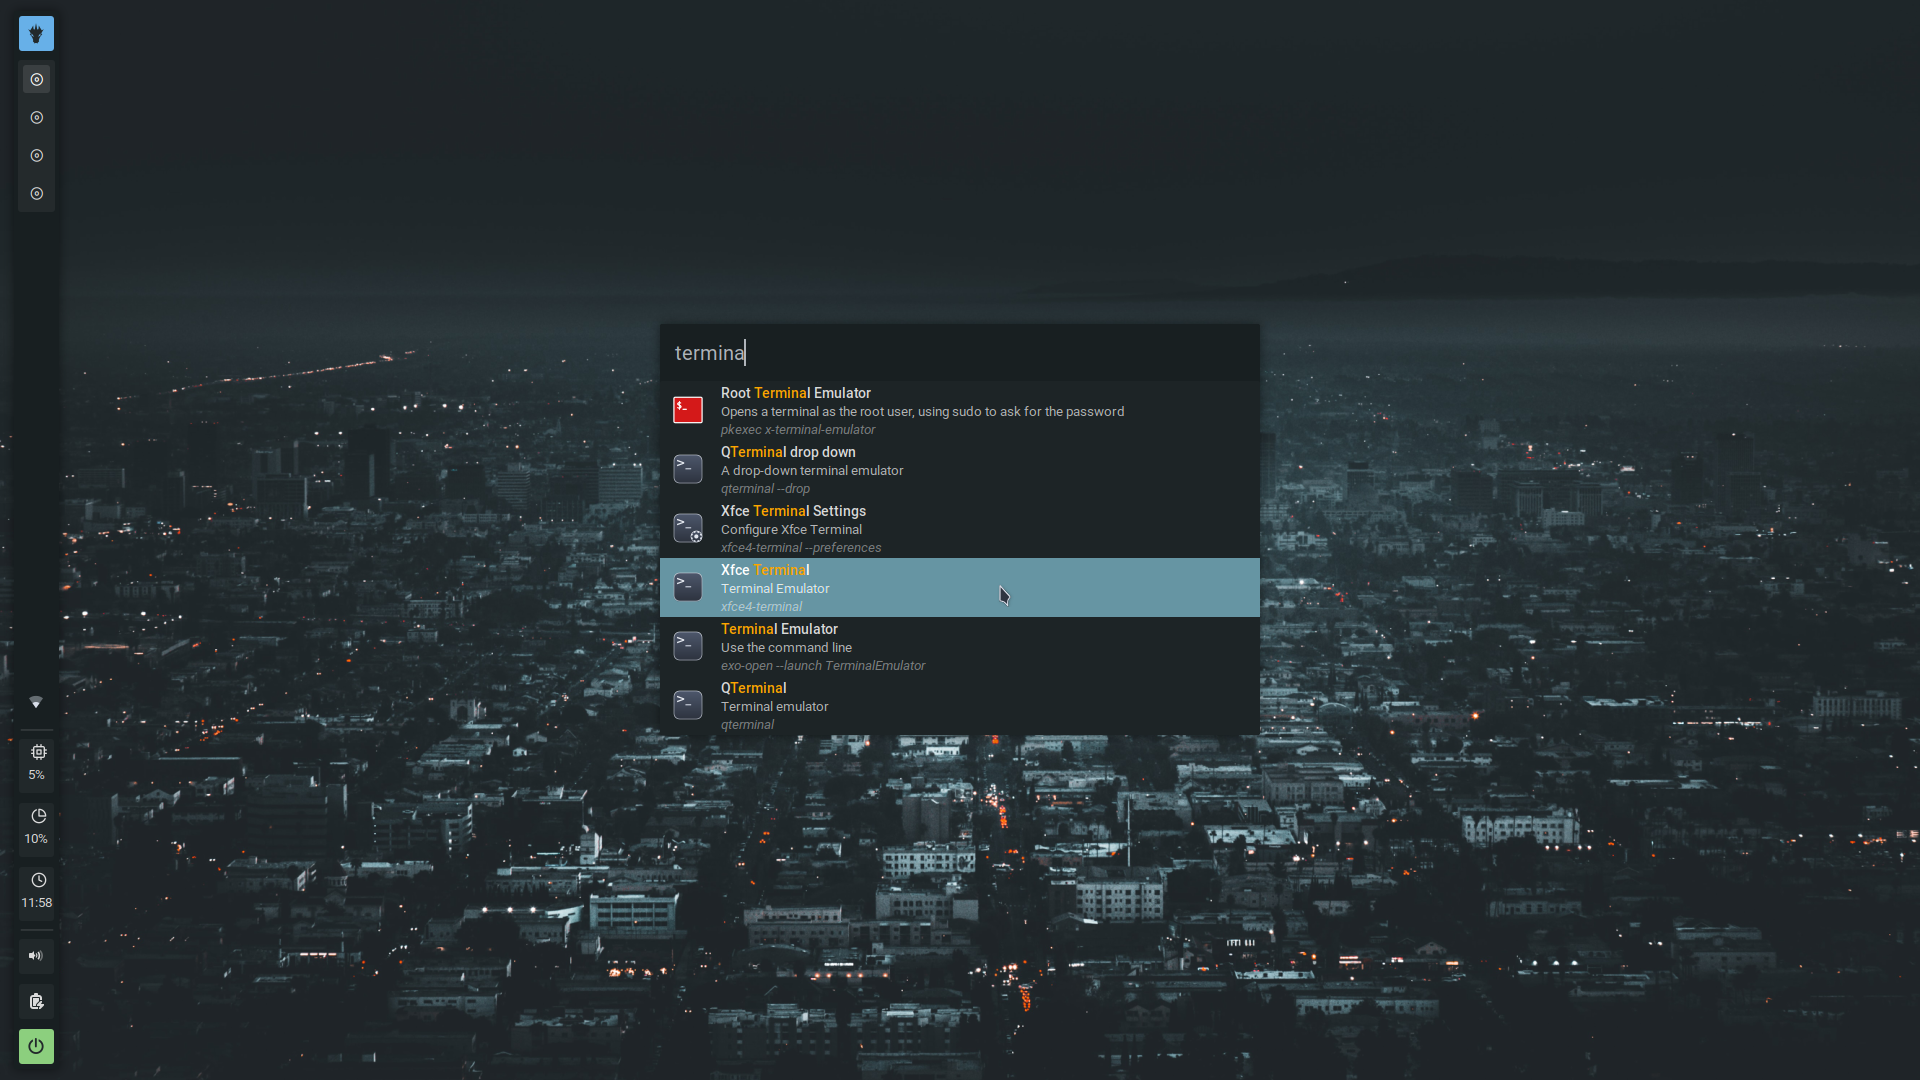 termina
Root Terminal Emulator
Opens a terminal as the root user, using sudo to ask for the password
pkexec x-terminal-emulator
QTerminal drop down
A drop-down terminal emulator
qterminal --drop
Xfce Terminal Settings
Configure Xfce Terminal
xfce4-terminal --preferences
Xfce Terminal
Terminal Emulator
xfce4-terminal
Terminal Emulator
Use the command line
exo-open --launch TerminalEmulator
QTerminal
Terminal emulator
qterminal
5%
10%
11:58